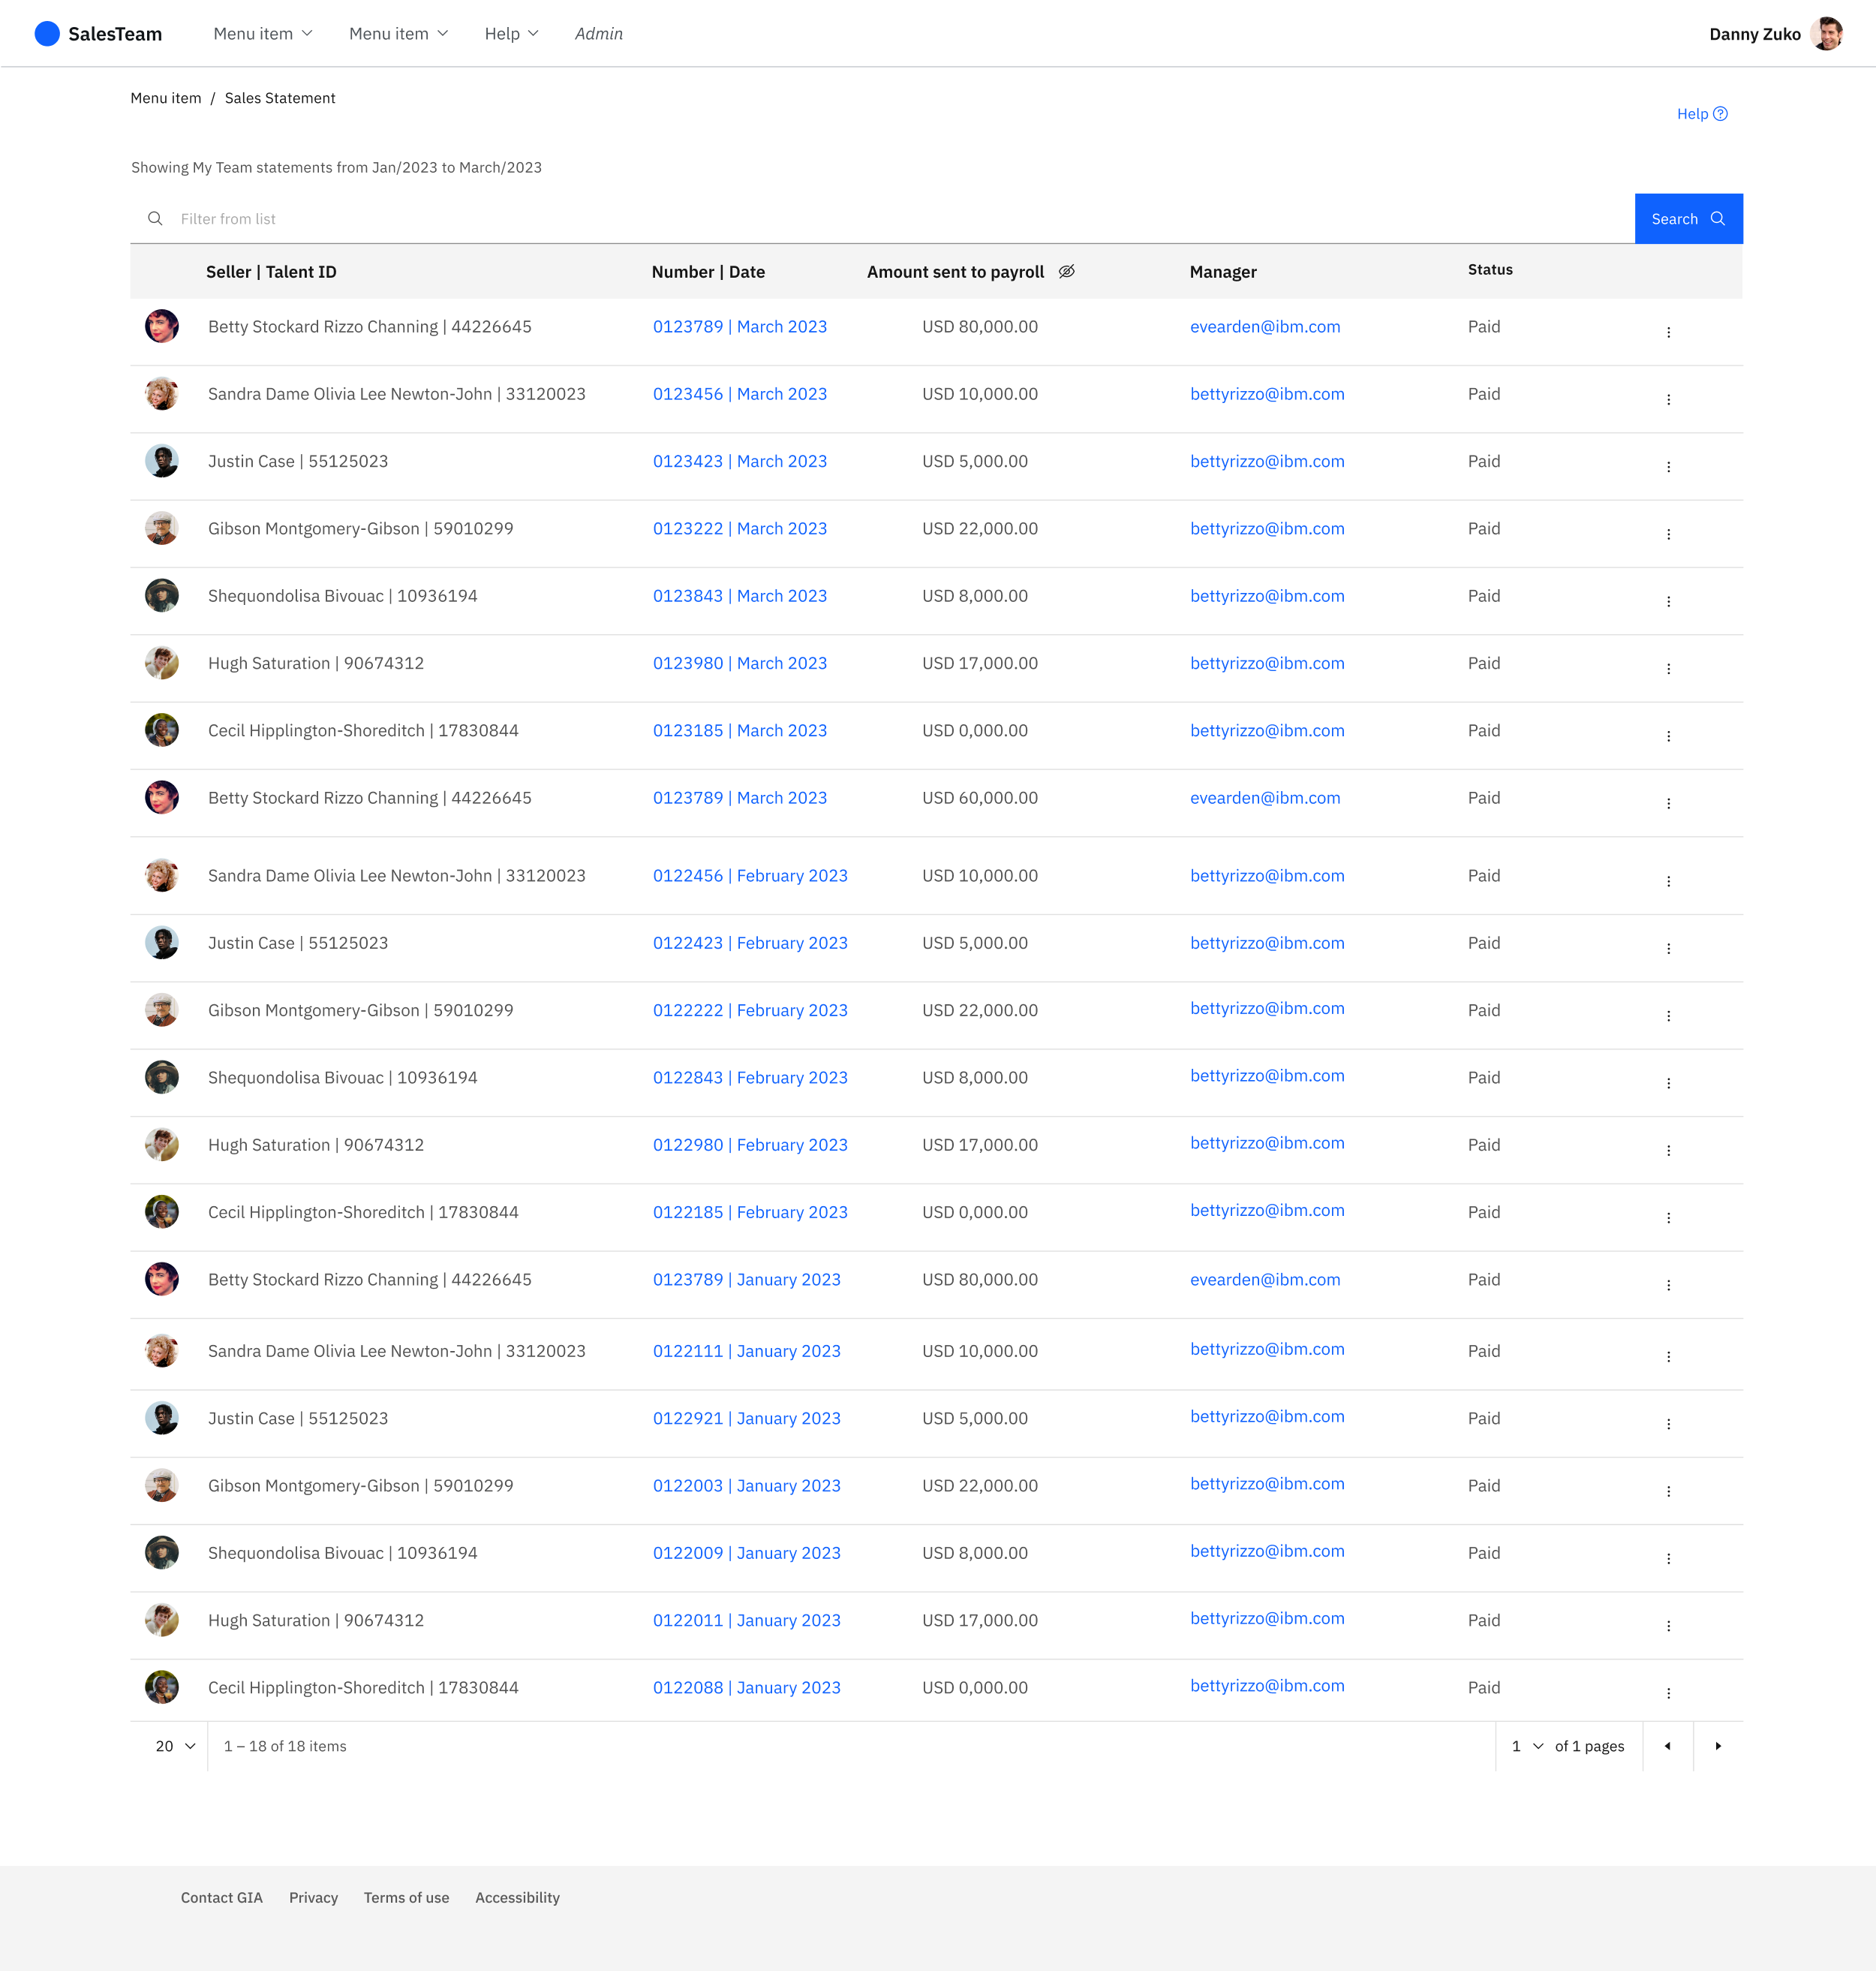 SalesTeam Menu item Menu item Help Admin Danny Zuko
Menu item / Sales Statement
Help
Showing My Team statements from Jan/2023 to March/2023
Filter from list Search
Seller | Talent ID Number | Date Amount sent to payroll Manager Status
Betty Stockard Rizzo Channing | 44226645 0123789 | March 2023 USD 80,000.00 evearden@ibm.com Paid
Sandra Dame Olivia Lee Newton-John | 33120023 0123456 | March 2023 USD 10,000.00 bettyrizzo@ibm.com Paid
Justin Case | 55125023 0123423 | March 2023 USD 5,000.00 bettyrizzo@ibm.com Paid
Gibson Montgomery-Gibson | 59010299 0123222 | March 2023 USD 22,000.00 bettyrizzo@ibm.com Paid
Shequondolisa Bivouac | 10936194 0123843 | March 2023 USD 8,000.00 bettyrizzo@ibm.com Paid
Hugh Saturation | 90674312 0123980 | March 2023 USD 17,000.00 bettyrizzo@ibm.com Paid
Cecil Hipplington-Shoreditch | 17830844 0123185 | March 2023 USD 0,000.00 bettyrizzo@ibm.com Paid
Betty Stockard Rizzo Channing | 44226645 0123789 | March 2023 USD 60,000.00 evearden@ibm.com Paid
Sandra Dame Olivia Lee Newton-John | 33120023 0122456 | February 2023 USD 10,000.00 bettyrizzo@ibm.com Paid
Justin Case | 55125023 0122423 | February 2023 USD 5,000.00 bettyrizzo@ibm.com Paid
Gibson Montgomery-Gibson | 59010299 0122222 | February 2023 USD 22,000.00 bettyrizzo@ibm.com Paid
Shequondolisa Bivouac | 10936194 0122843 | February 2023 USD 8,000.00 bettyrizzo@ibm.com Paid
Hugh Saturation | 90674312 0122980 | February 2023 USD 17,000.00 bettyrizzo@ibm.com Paid
Cecil Hipplington-Shoreditch | 17830844 0122185 | February 2023 USD 0,000.00 bettyrizzo@ibm.com Paid
Betty Stockard Rizzo Channing | 44226645 0123789 | January 2023 USD 80,000.00 evearden@ibm.com Paid
Sandra Dame Olivia Lee Newton-John | 33120023 0122111 | January 2023 USD 10,000.00 bettyrizzo@ibm.com Paid
Justin Case | 55125023 0122921 | January 2023 USD 5,000.00 bettyrizzo@ibm.com Paid
Gibson Montgomery-Gibson | 59010299 0122003 | January 2023 USD 22,000.00 bettyrizzo@ibm.com Paid
Shequondolisa Bivouac | 10936194 0122009 | January 2023 USD 8,000.00 bettyrizzo@ibm.com Paid
Hugh Saturation | 90674312 0122011 | January 2023 USD 17,000.00 bettyrizzo@ibm.com Paid
Cecil Hipplington-Shoreditch | 17830844 0122088 | January 2023 USD 0,000.00 bettyrizzo@ibm.com Paid
20 1 – 18 of 18 items 1 of 1 pages
Contact GIA Privacy Terms of use Accessibility